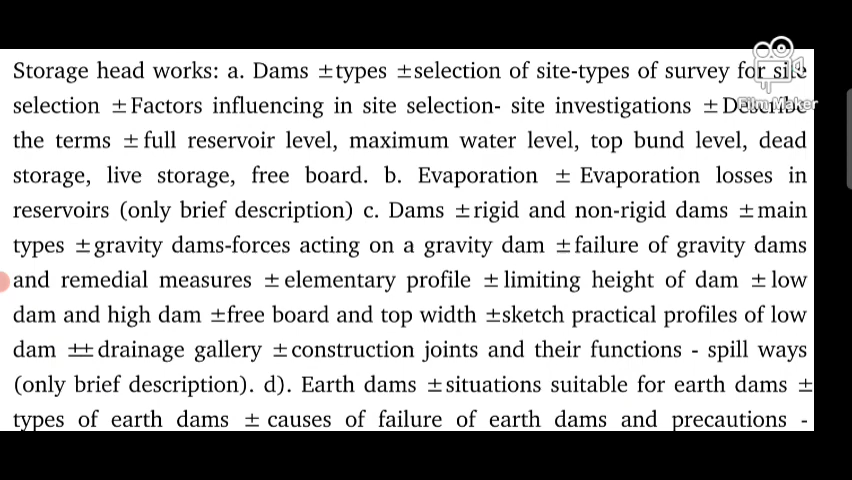 Storage head works: a. Dams ±types ±selection of site-types of survey for site
selection ±Factors influencing in site selection- site investigations ±Describe
the terms ±full reservoir level, maximum water level, top bund level, dead
storage, live storage, free board. b. Evaporation ± Evaporation losses in
reservoirs (only brief description) c. Dams ±rigid and non-rigid dams ±main
types ±gravity dams-forces acting on a gravity dam ±failure of gravity dams
and remedial measures ±elementary profile ±limiting height of dam ±low
dam and high dam ±free board and top width ±sketch practical profiles of low
dam ±±drainage gallery ±construction joints and their functions - spill ways
(only brief description). d). Earth dams ±situations suitable for earth dams ±
types of earth dams ± causes of failure of earth dams and precautions -
Film Maker